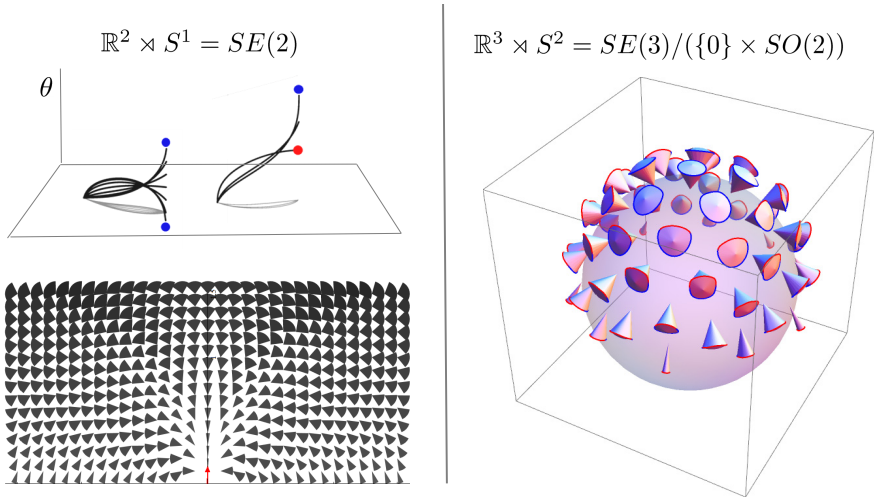 ℝ² ⋊ S¹ = SE(2)
θ
ℝ³ ⋊ S² = SE(3)/({0} × SO(2))